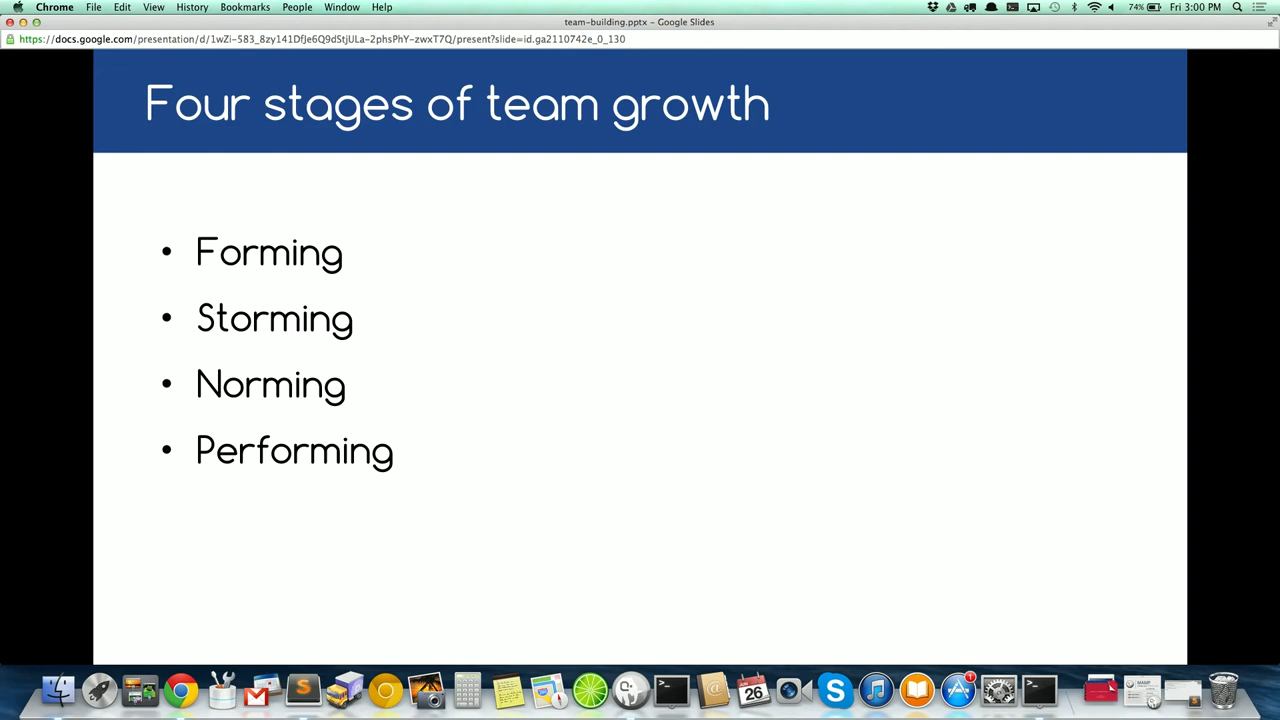 Chrome File Edit View History Bookmarks People Window Help 74% Fri 3:00 PM
team-building.pptx – Google Slides
https://docs.google.com/presentation/d/1wZi-583_8zy141DfJe6Q9dStjULa-2phsPhY-zwxT7Q/present?slide=id.ga2110742e_0_130
Four stages of team growth
• Forming
• Storming
• Norming
• Performing
26
1